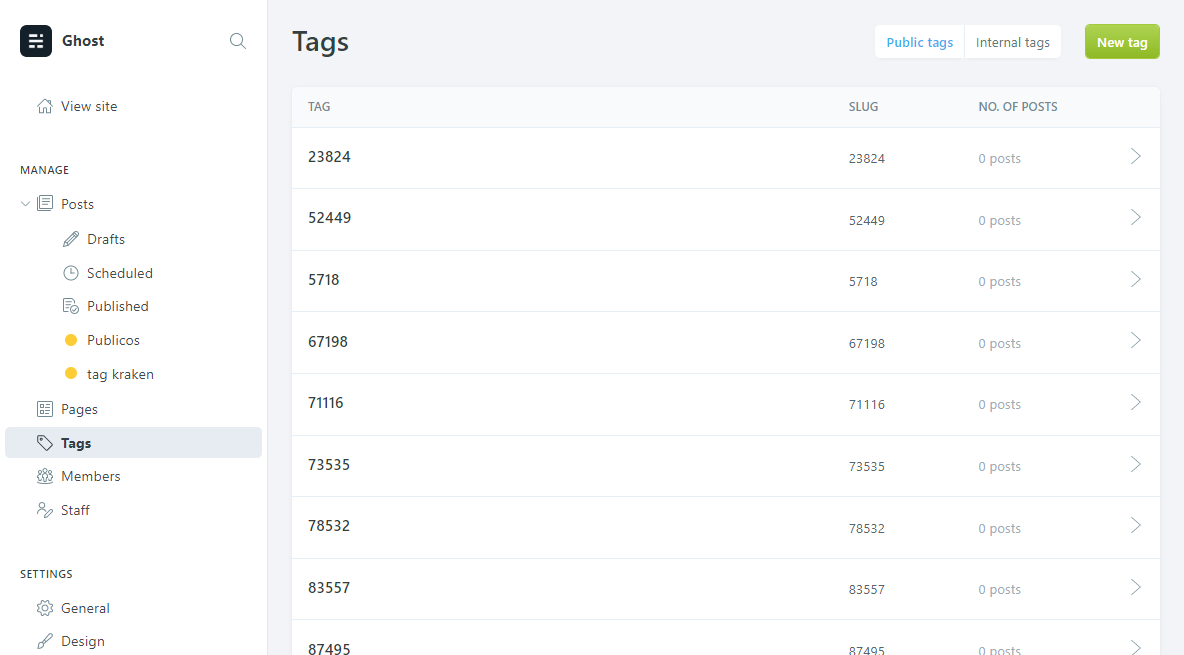 Ghost
View site
MANAGE
Posts
Drafts
Scheduled
Published
Publicos
tag kraken
Pages
Tags
Members
Staff
SETTINGS
General
Design
Tags
Public tags Internal tags New tag
TAG SLUG NO. OF POSTS
23824 23824 0 posts
52449 52449 0 posts
5718 5718 0 posts
67198 67198 0 posts
71116 71116 0 posts
73535 73535 0 posts
78532 78532 0 posts
83557 83557 0 posts
87495 87495 0 posts